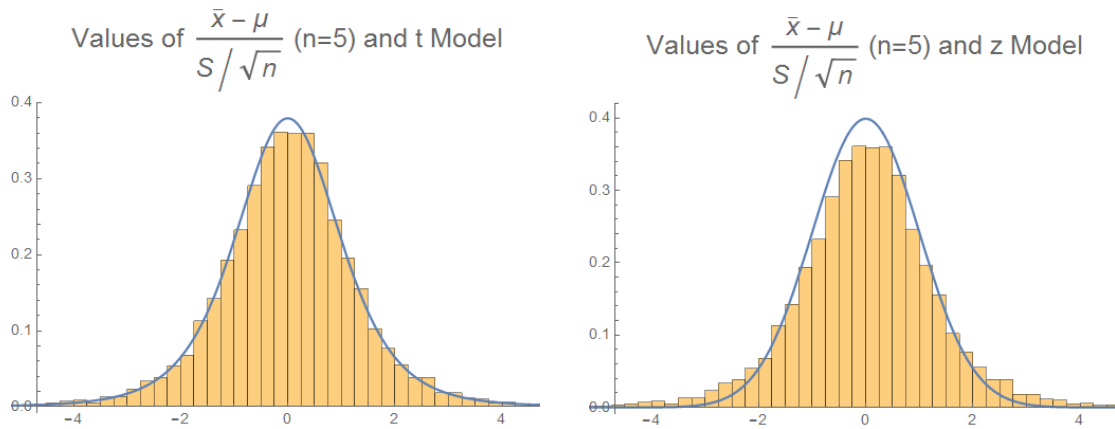 Values of x̄ − μ / S/√n (n=5) and t Model
0.4
0.3
0.2
0.1
0.0
−4 −2 0 2 4
Values of x̄ − μ / S/√n (n=5) and z Model
0.4
0.3
0.2
0.1
0.0
−4 −2 0 2 4